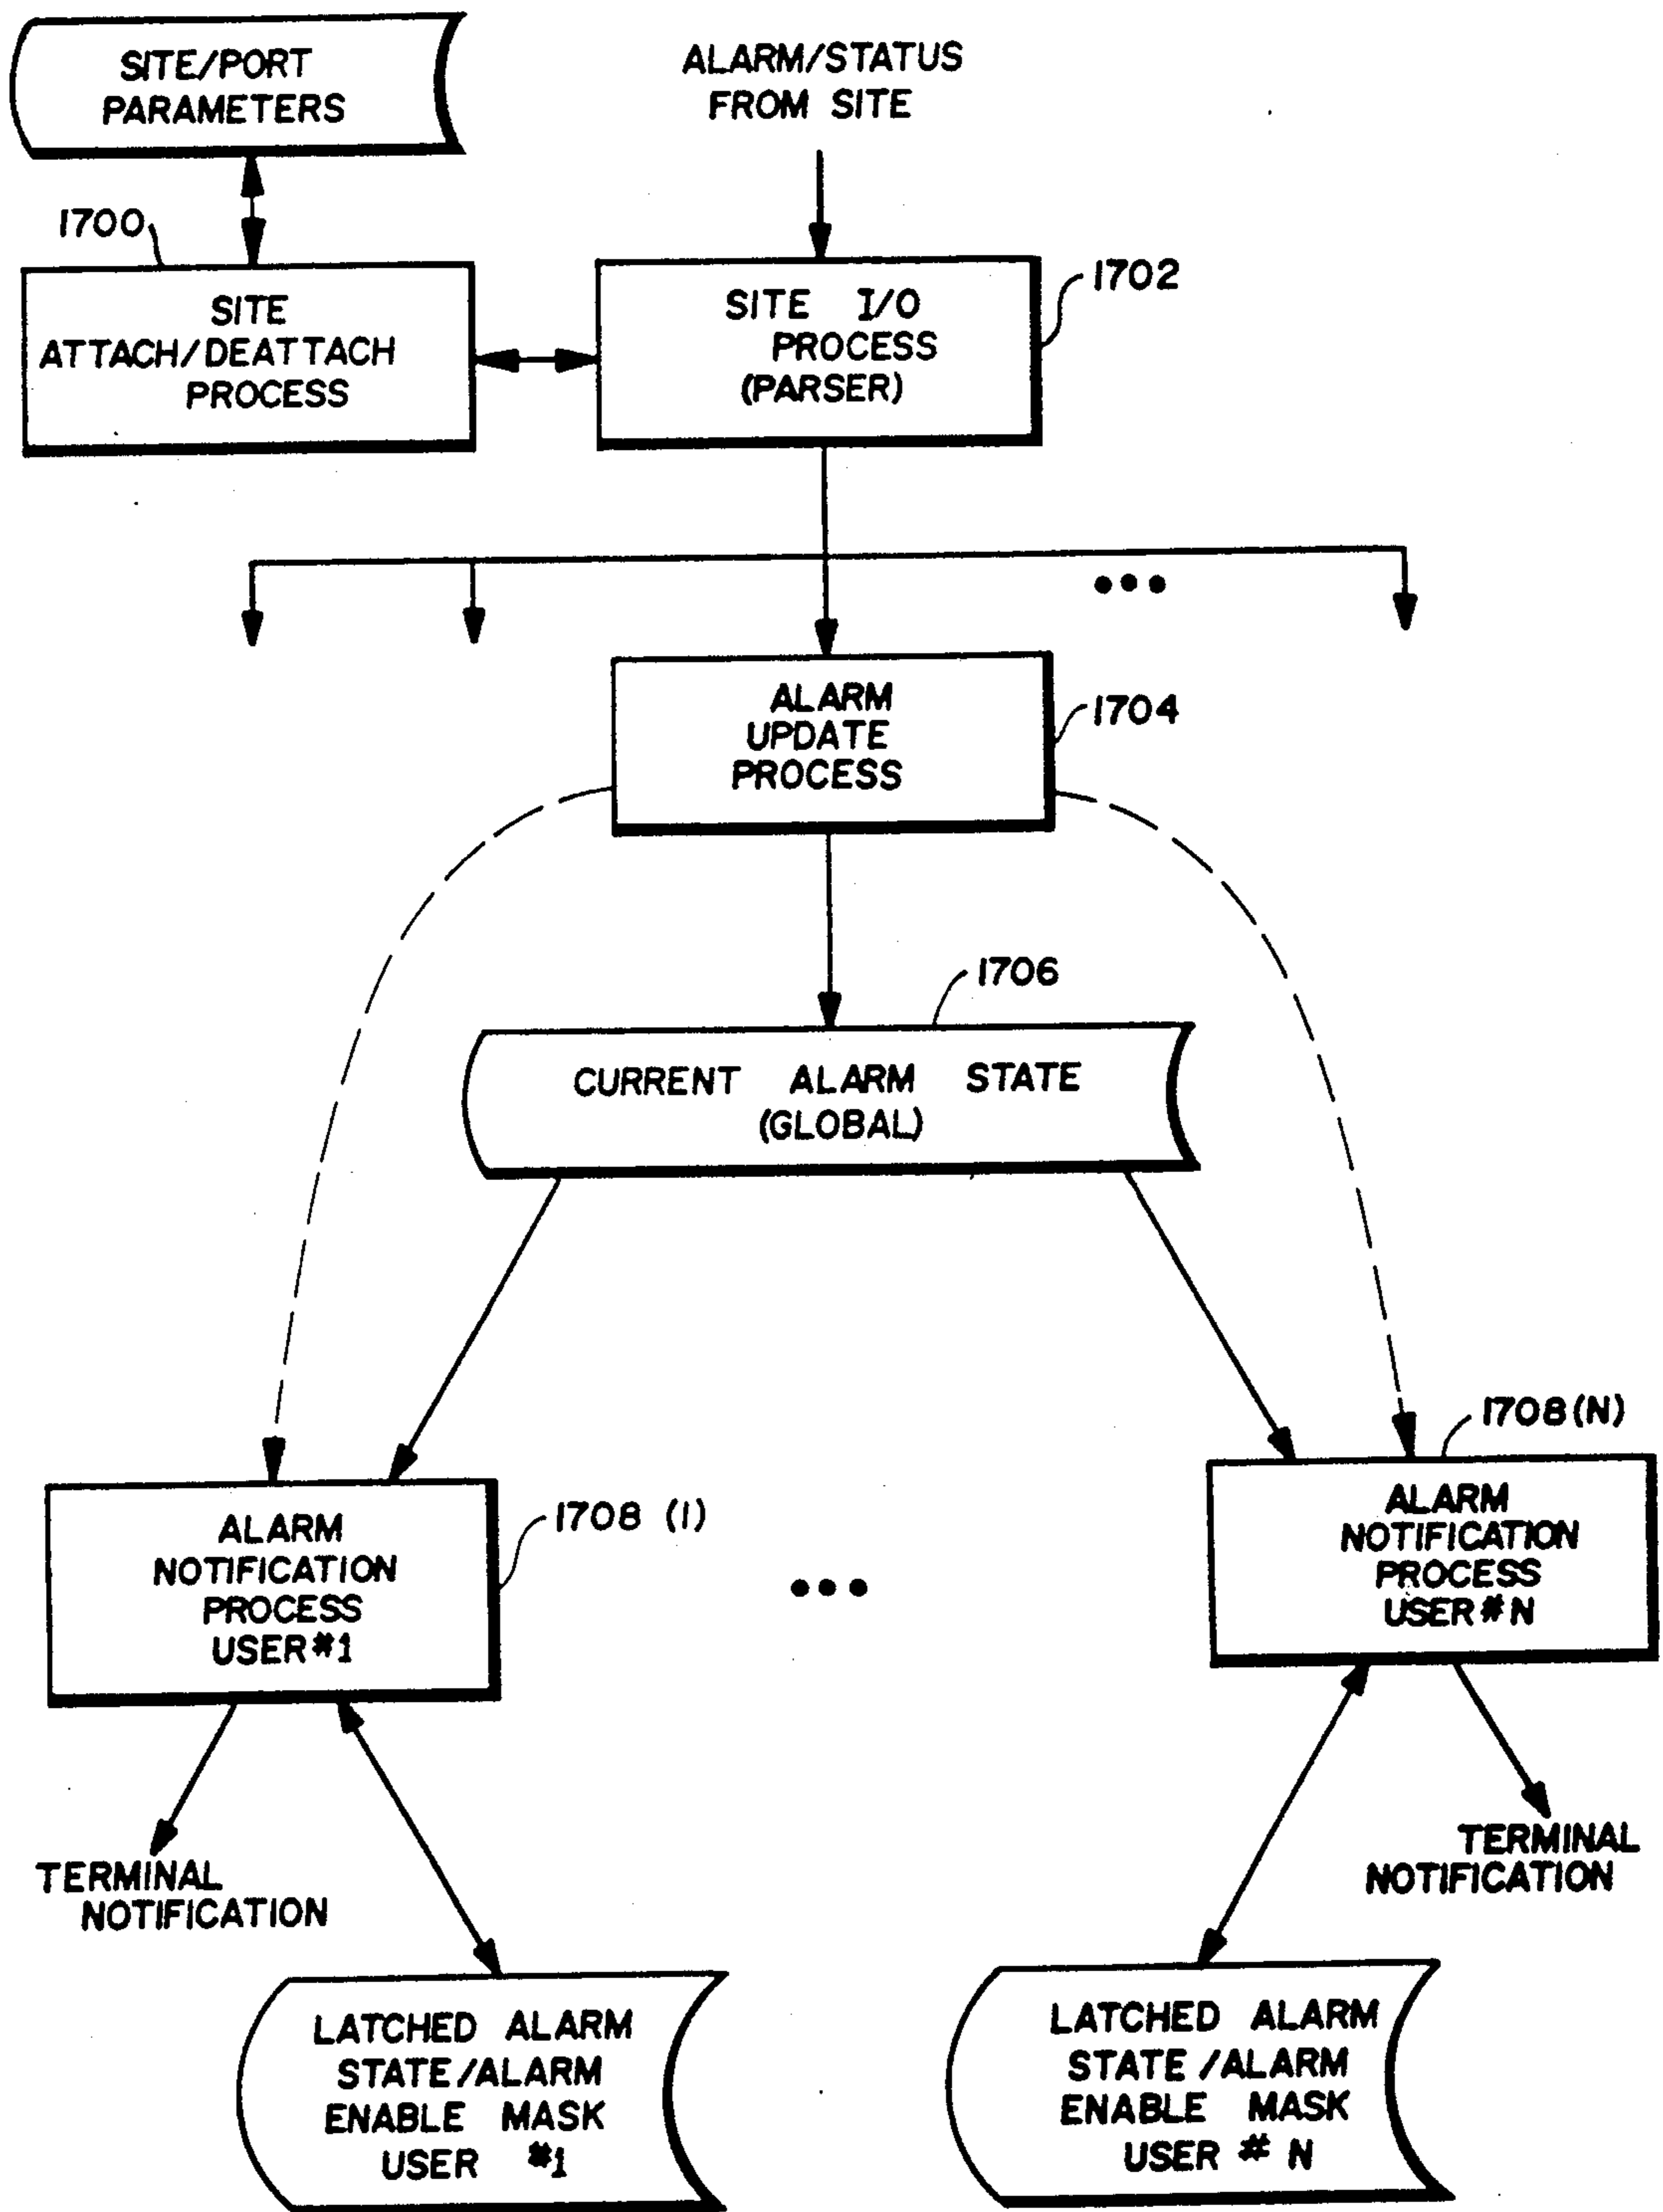 SITE/PORT
PARAMETERS
ALARM/STATUS
FROM SITE
1700
SITE
ATTACH/DEATTACH
PROCESS
SITE I/O
PROCESS
(PARSER)
1702
•••
ALARM
UPDATE
PROCESS
1704
1706
CURRENT ALARM STATE
(GLOBAL)
1708 (1)
ALARM
NOTIFICATION
PROCESS
USER #1
•••
1708 (N)
ALARM
NOTIFICATION
PROCESS
USER # N
TERMINAL
NOTIFICATION
TERMINAL
NOTIFICATION
LATCHED ALARM
STATE/ALARM
ENABLE MASK
USER #1
LATCHED ALARM
STATE/ALARM
ENABLE MASK
USER # N